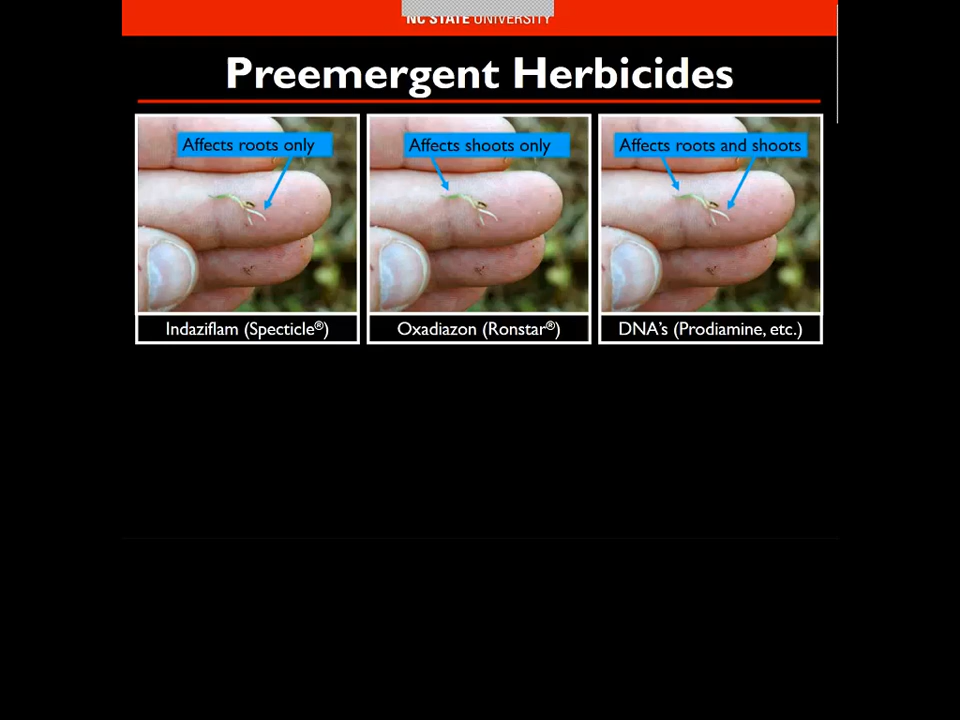 NC STATE UNIVERSITY
Preemergent Herbicides
Affects roots only
Affects shoots only
Affects roots and shoots
Indaziflam (Specticle®)
Oxadiazon (Ronstar®)
DNA's (Prodiamine, etc.)